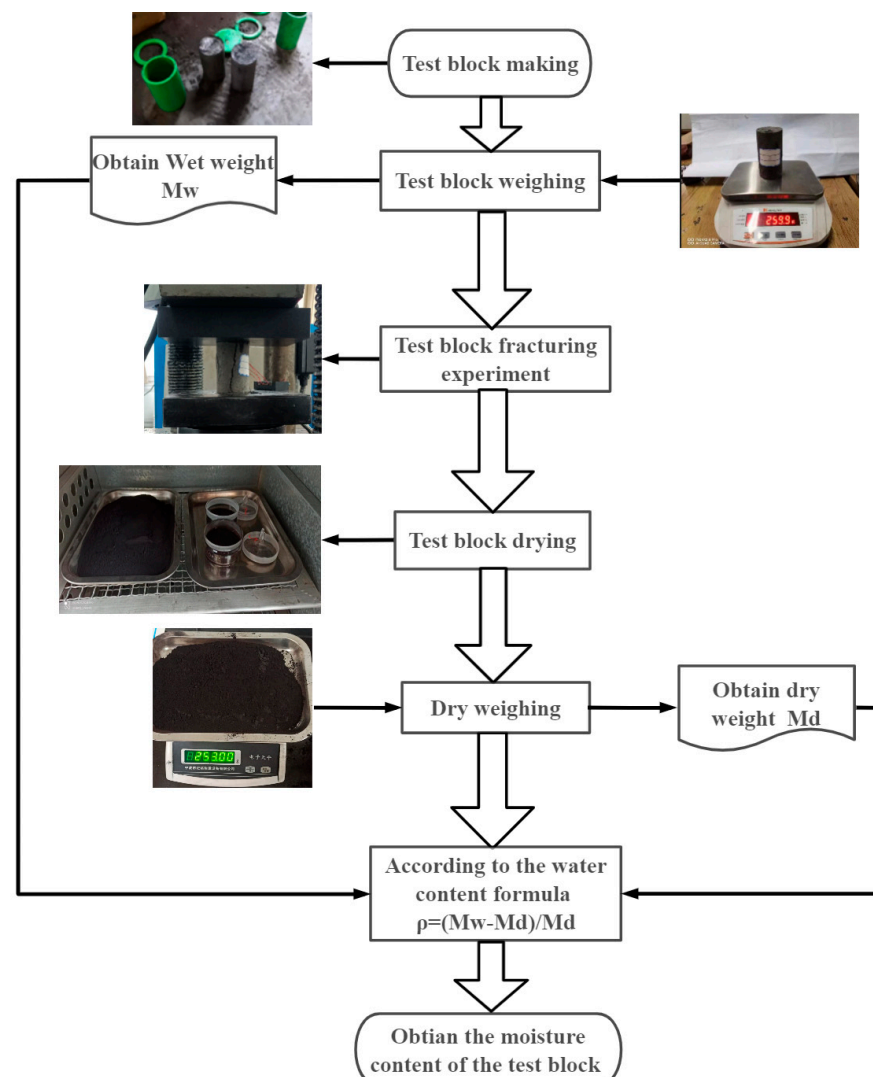 Test block making
Obtain Wet weight
Mw
Test block weighing
259.9
Test block fracturing
experiment
Test block drying
253.00
Dry weighing
Obtain dry
weight Md
According to the water
content formula
ρ=(Mw-Md)/Md
Obtian the moisture
content of the test block